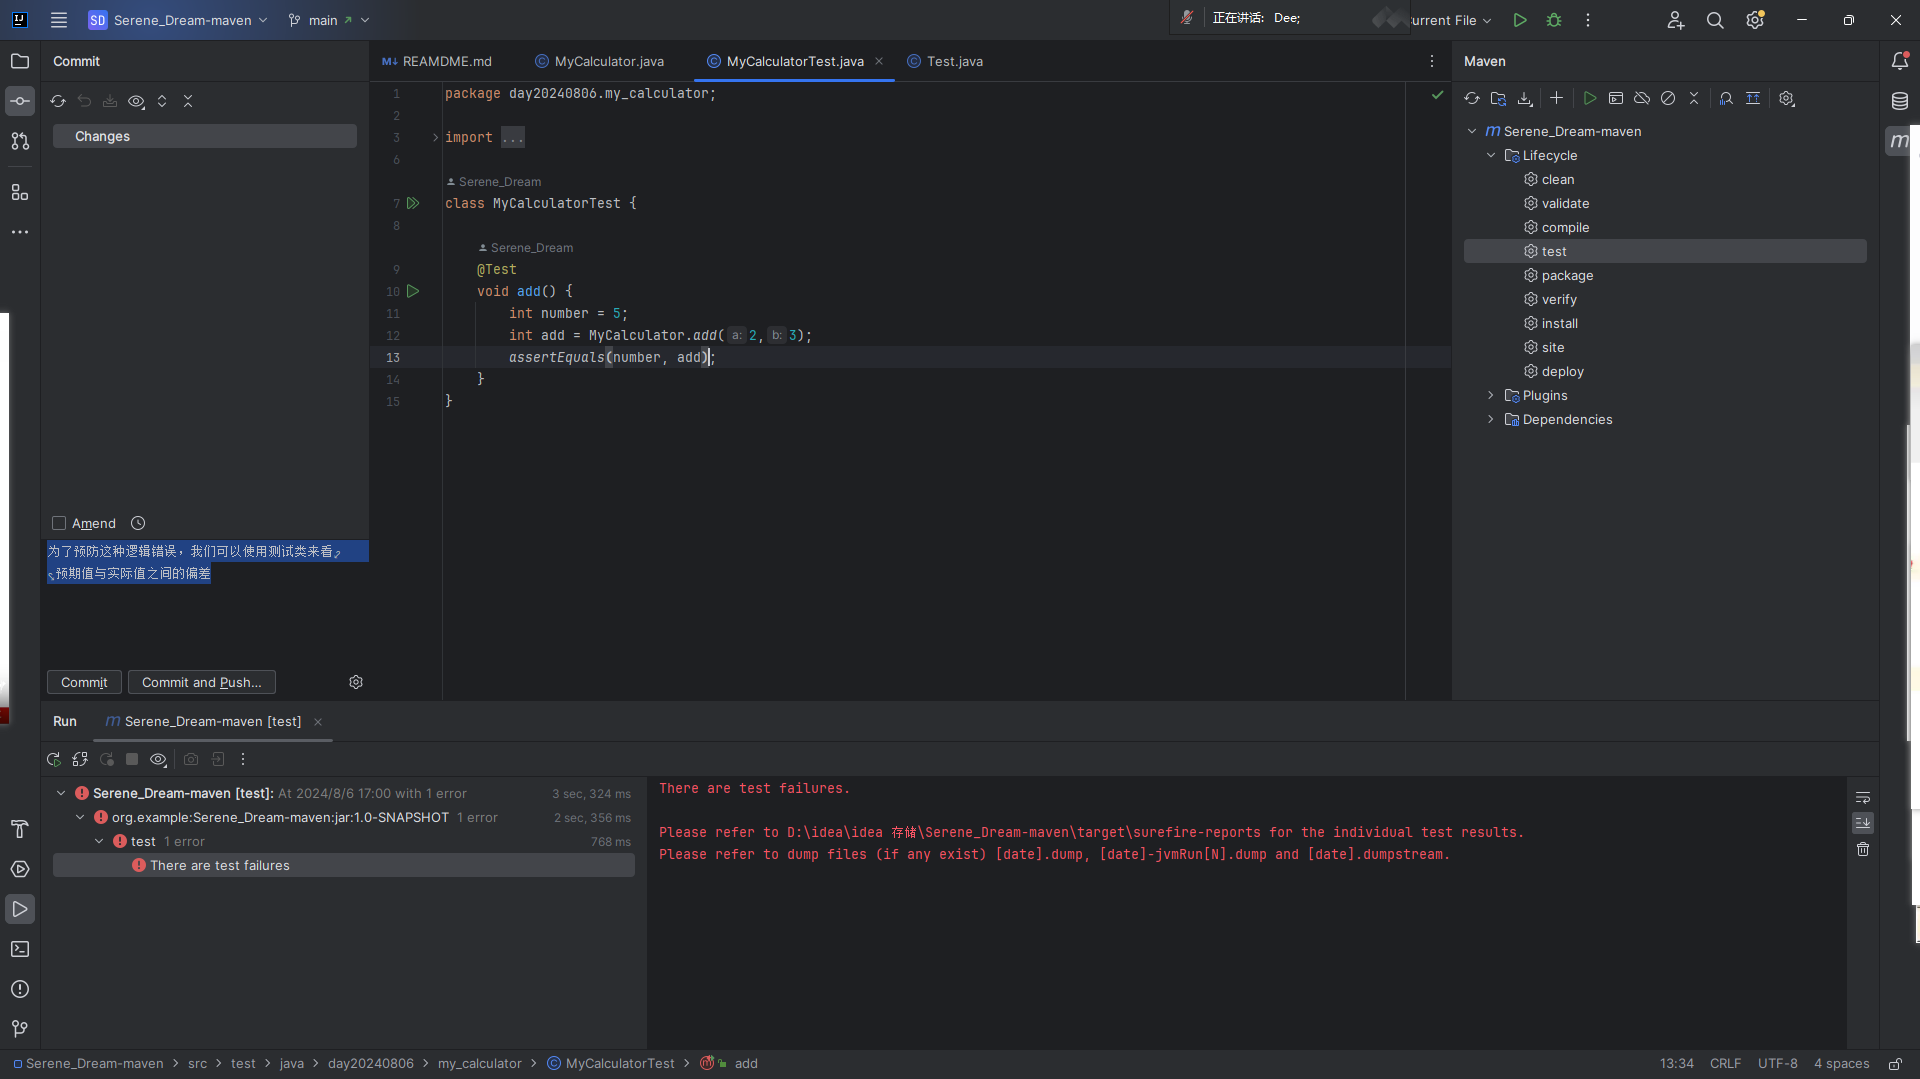 SD Serene_Dream-maven main
正在讲话: Dee;
urrent File
Commit
Changes
Amend
为了预防这种逻辑错误，我们可以使用测试类来看
预期值与实际值之间的偏差
Commit Commit and Push...
REAMDME.md MyCalculator.java MyCalculatorTest.java Test.java
1 package day20240806.my_calculator;
2
3 import ...
6
Serene_Dream
7 class MyCalculatorTest {
8
Serene_Dream
9 @Test
10 void add() {
11 int number = 5;
12 int add = MyCalculator.add( a: 2, b: 3);
13 assertEquals(number, add);
14 }
15 }
Maven
m Serene_Dream-maven
Lifecycle
clean
validate
compile
test
package
verify
install
site
deploy
Plugins
Dependencies
Run m Serene_Dream-maven [test]
Serene_Dream-maven [test]: At 2024/8/6 17:00 with 1 error 3 sec, 324 ms
org.example:Serene_Dream-maven:jar:1.0-SNAPSHOT 1 error 2 sec, 356 ms
test 1 error 768 ms
There are test failures
There are test failures.
Please refer to D:\idea\idea 存储\Serene_Dream-maven\target\surefire-reports for the individual test results.
Please refer to dump files (if any exist) [date].dump, [date]-jvmRun[N].dump and [date].dumpstream.
Serene_Dream-maven > src > test > java > day20240806 > my_calculator > MyCalculatorTest > add
13:34 CRLF UTF-8 4 spaces